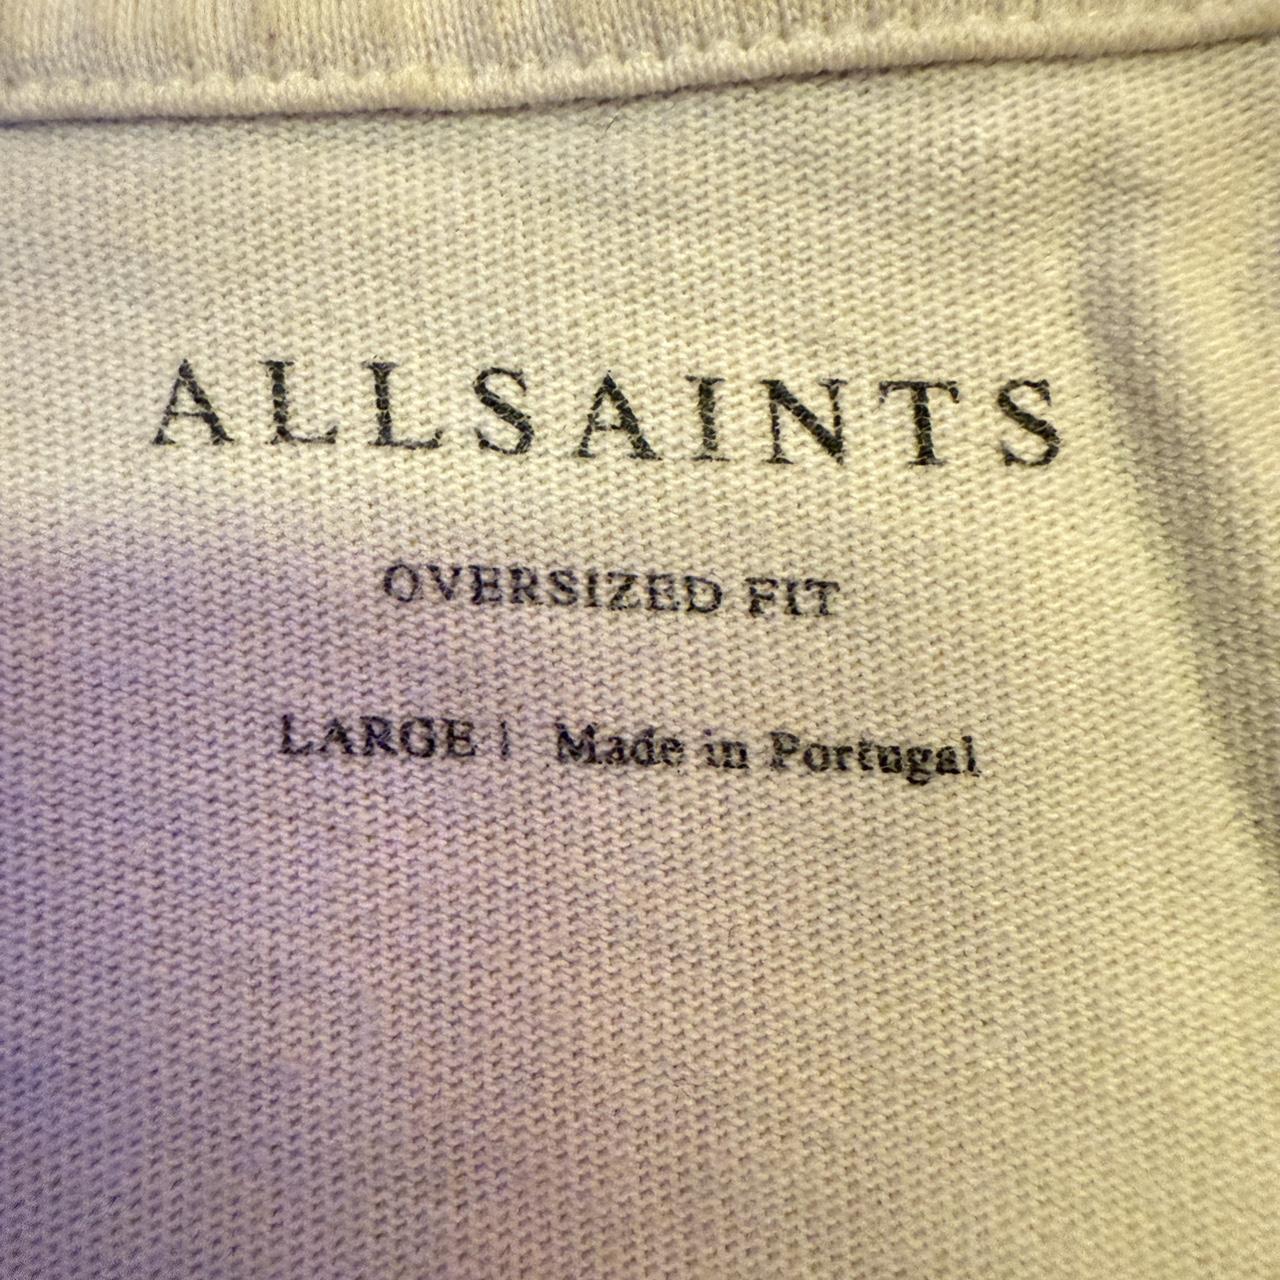 ALLSAINTS
OVERSIZED FIT
LARGE | Made in Portugal